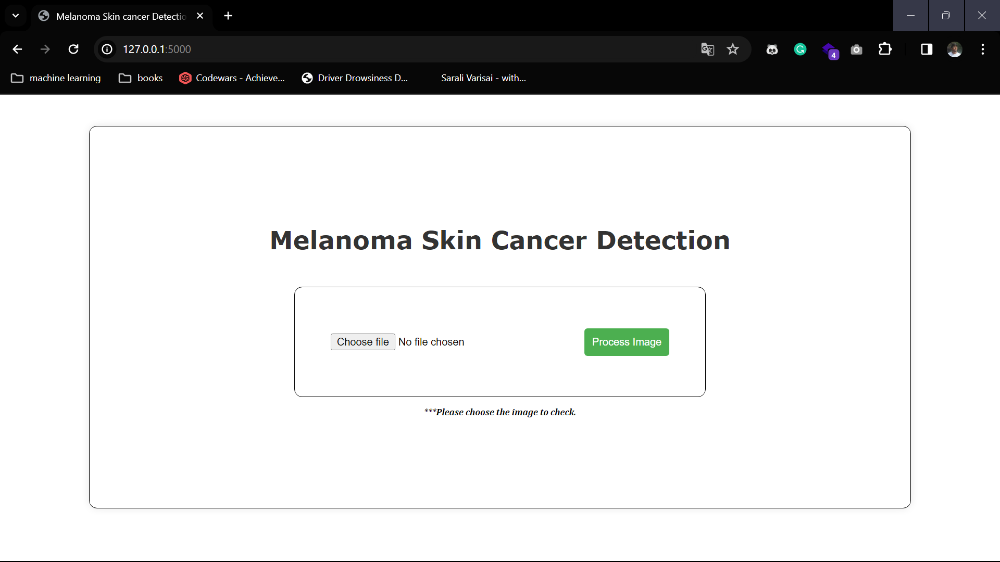 Melanoma Skin cancer Detectio
127.0.0.1:5000
4
machine learning
books
Codewars - Achieve...
Driver Drowsiness D...
Sarali Varisai - with...
Melanoma Skin Cancer Detection
Choose file No file chosen
Process Image
***Please choose the image to check.